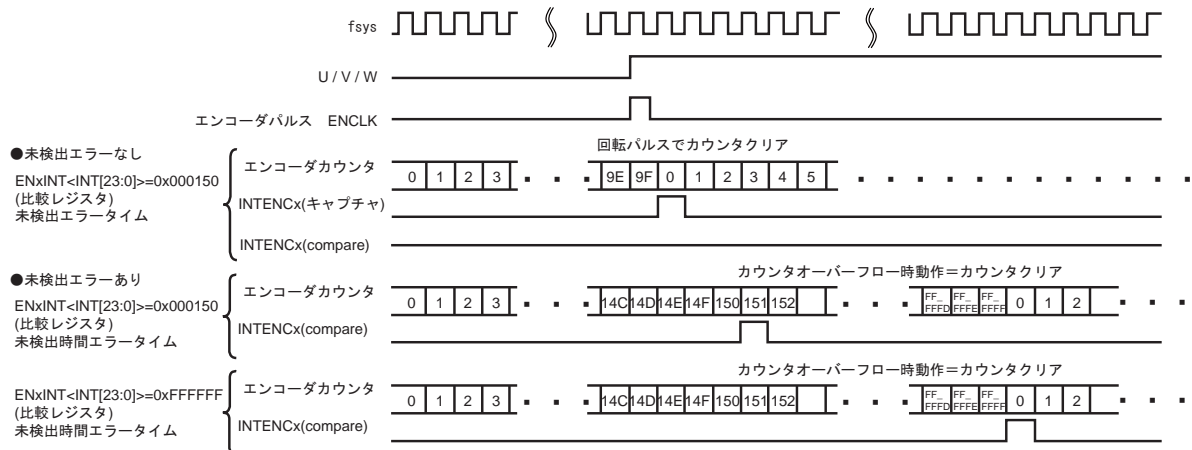 fsys
U / V / W
エンコーダパルス ENCLK
回転パルスでカウンタクリア
●未検出エラーなし
ENxINT<INT[23:0]>=0x000150
(比較レジスタ)
未検出エラータイム
エンコーダカウンタ
0 1 2 3 ▪ ▪ ▪ 9E 9F 0 1 2 3 4 5 ▪ ▪ ▪ ▪ ▪ ▪ ▪ ▪ ▪ ▪ ▪ ▪ ▪
INTENCx(キャプチャ)
INTENCx(compare)
●未検出エラーあり
カウンタオーバーフロー時動作＝カウンタクリア
ENxINT<INT[23:0]>=0x000150
(比較レジスタ)
未検出時間エラータイム
エンコーダカウンタ
0 1 2 3 ▪ ▪ ▪ 14C 14D 14E 14F 150 151 152 ▪ ▪ ▪ FF_FFFD FF_FFFE FF_FFFF 0 1 2 ▪ ▪ ▪
INTENCx(compare)
カウンタオーバーフロー時動作＝カウンタクリア
ENxINT<INT[23:0]>=0xFFFFFF
(比較レジスタ)
未検出時間エラータイム
エンコーダカウンタ
0 1 2 3 ▪ ▪ ▪ 14C 14D 14E 14F 150 151 152 ▪ ▪ ▪ FF_FFFD FF_FFFE FF_FFFF 0 1 2 ▪ ▪ ▪
INTENCx(compare)